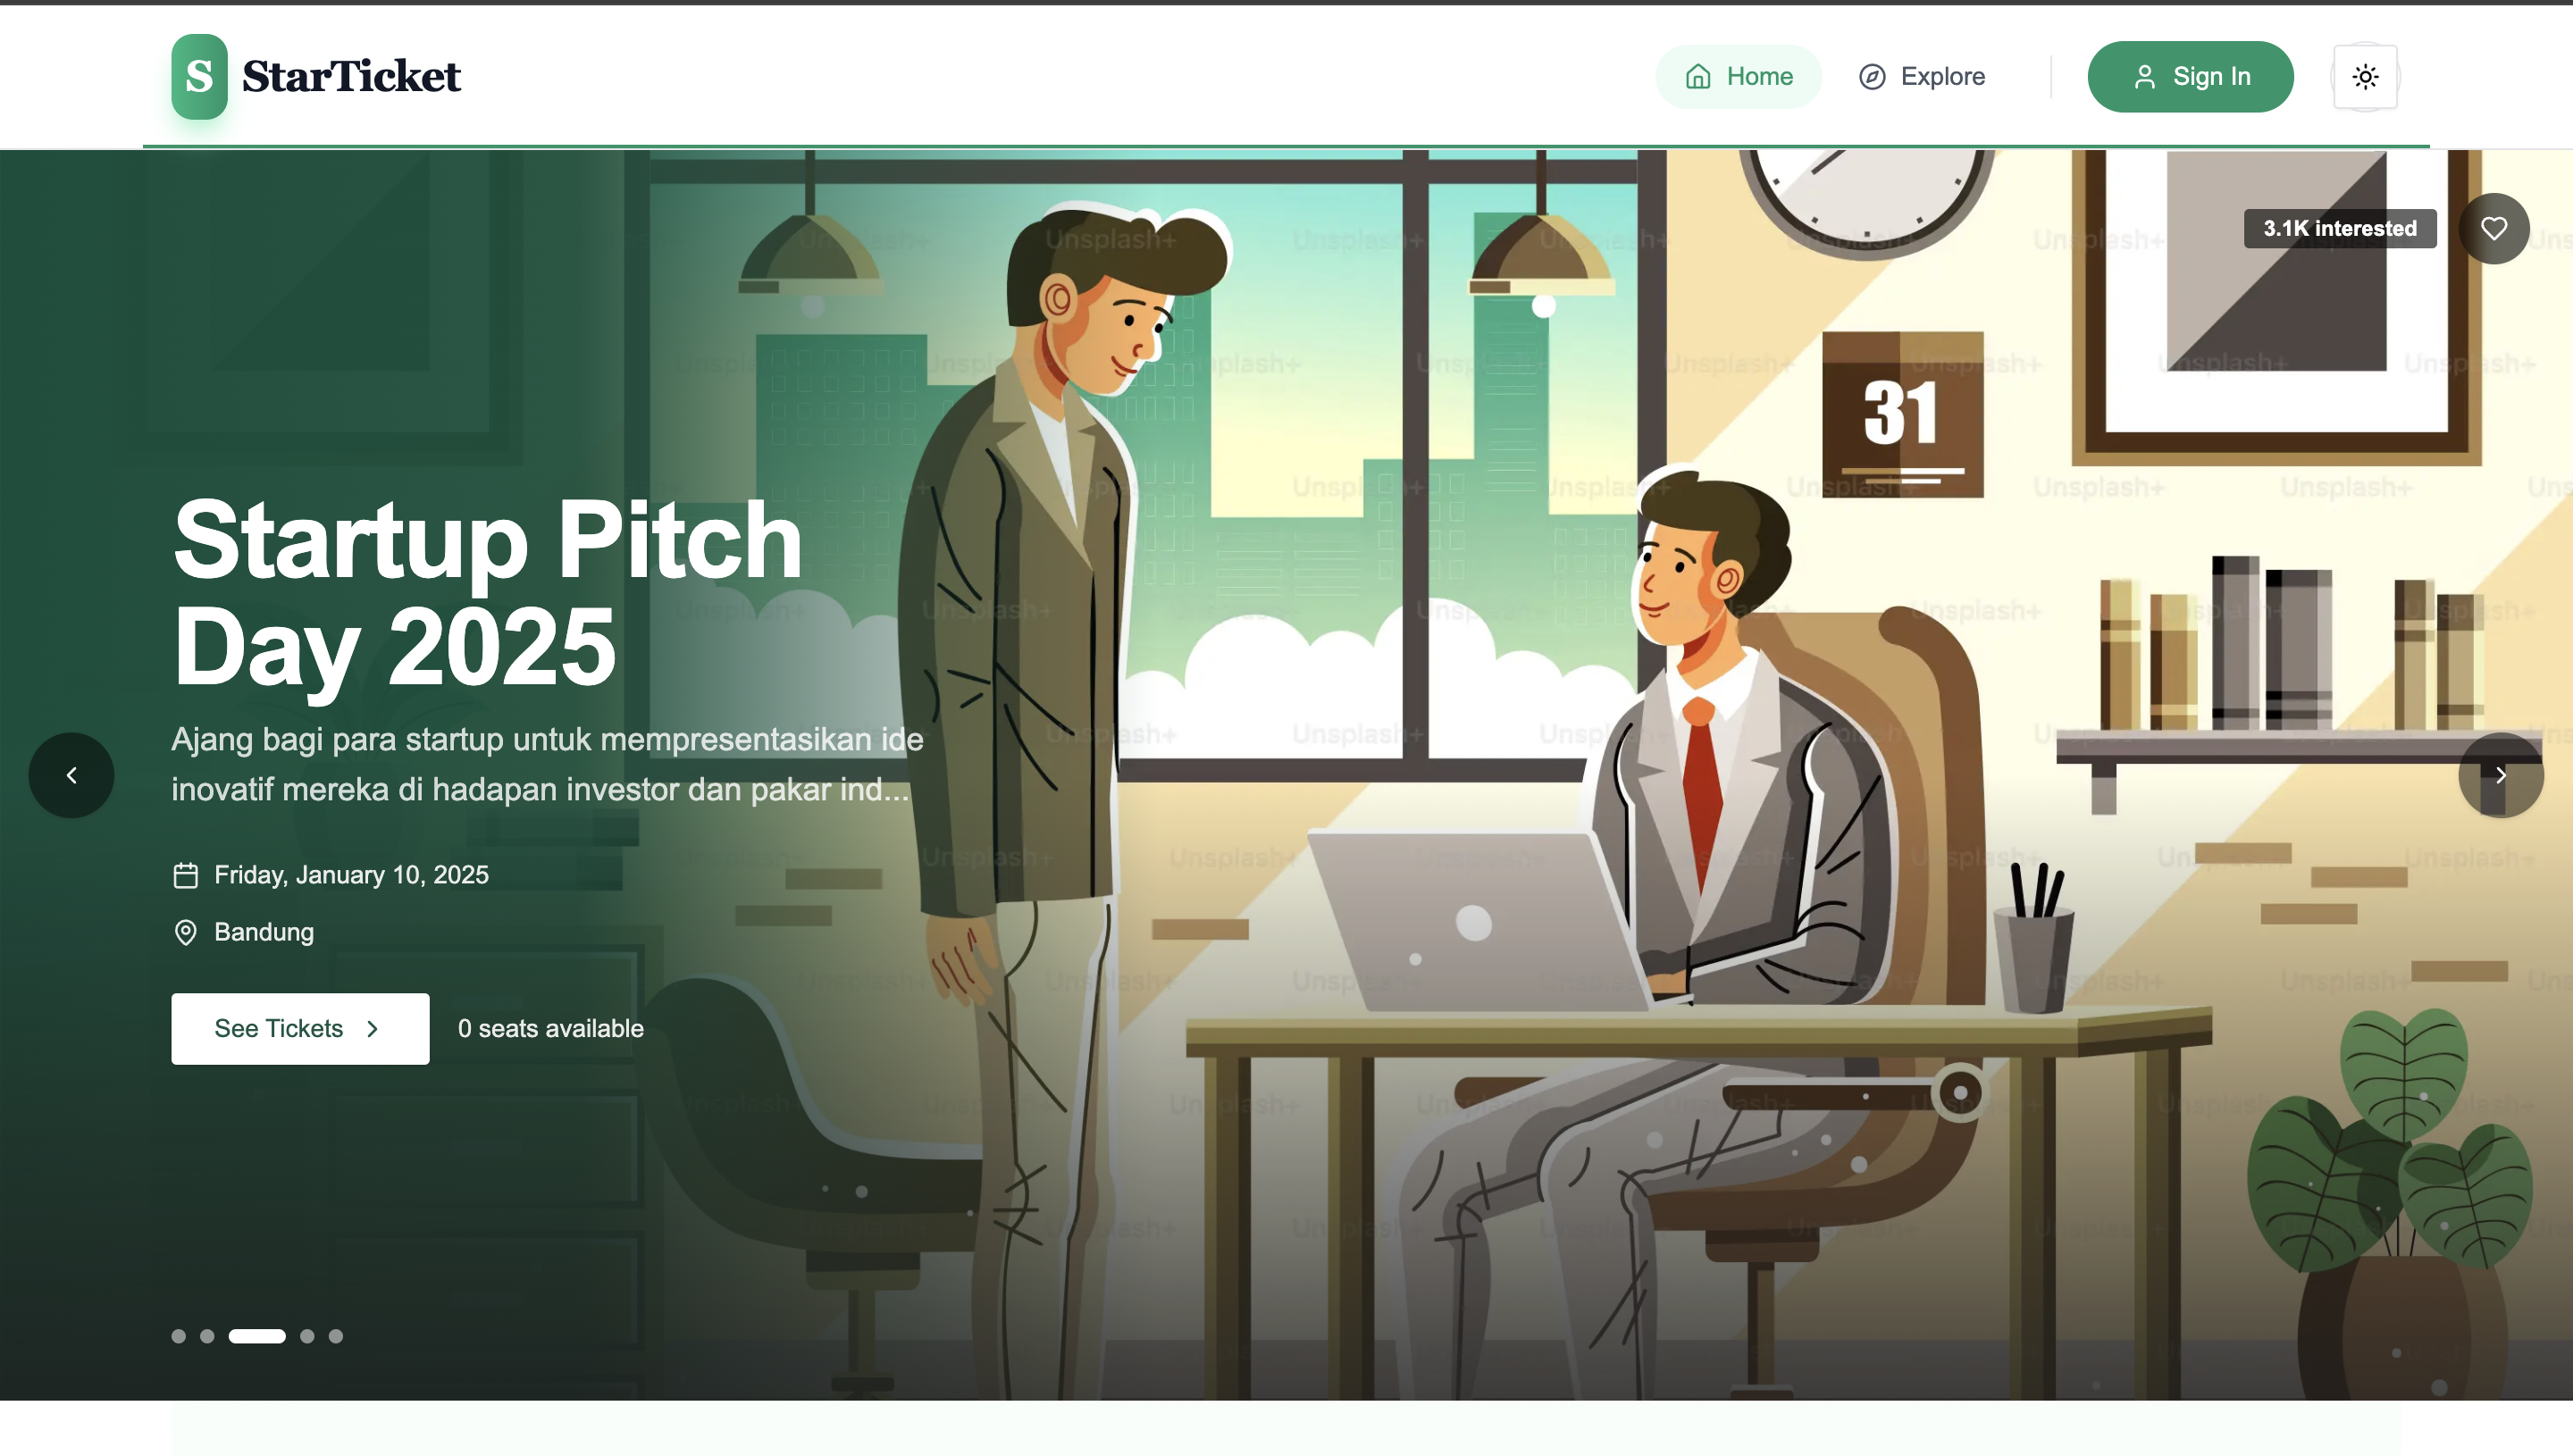 S StarTicket
Home
Explore
Sign In
3.1K interested
31
Startup Pitch
Day 2025
Ajang bagi para startup untuk mempresentasikan ide
inovatif mereka di hadapan investor dan pakar ind...
Friday, January 10, 2025
Bandung
See Tickets
0 seats available
Unsplash+